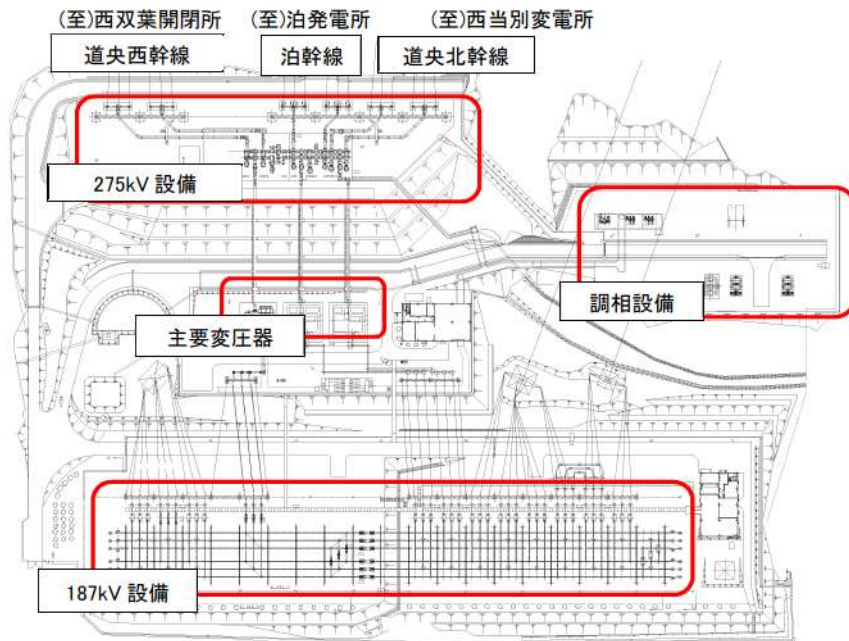 (至)西双葉開閉所
(至)泊発電所
(至)西当別変電所
道央西幹線
泊幹線
道央北幹線
275kV 設備
調相設備
主要変圧器
187kV 設備